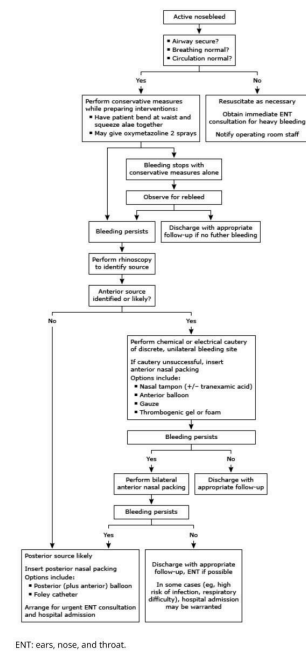 Active nosebleed
▪ Airway secure?
▪ Breathing normal?
▪ Circulation normal?
Yes
No
Perform conservative measures
while preparing interventions:
▪ Have patient bend at waist and
squeeze alae together
▪ May give oxymetazoline 2 sprays
Resuscitate as necessary
Obtain immediate ENT
consultation for heavy bleeding
Notify operating room staff
Bleeding stops with
conservative measures alone
Observe for rebleed
Bleeding persists
Discharge with appropriate
follow-up if no futher bleeding
Perform rhinoscopy
to identify source
Anterior source
identified or likely?
No
Yes
Perform chemical or electrical cautery
of discrete, unilateral bleeding site
If cautery unsuccessful, insert
anterior nasal packing
Options include:
▪ Nasal tampon (+/– tranexamic acid)
▪ Anterior balloon
▪ Gauze
▪ Thrombogenic gel or foam
Bleeding persists
Yes
No
Perform bilateral
anterior nasal packing
Discharge with
appropriate follow-up
Bleeding persists
Yes
No
Posterior source likely
Insert posterior nasal packing
Options include:
▪ Posterior (plus anterior) balloon
▪ Foley catheter
Arrange for urgent ENT consultation
and hospital admission
Discharge with appropriate
follow-up, ENT if possible
In some cases (eg, high
risk of infection, respiratory
difficulty), hospital admission
may be warranted
ENT: ears, nose, and throat.